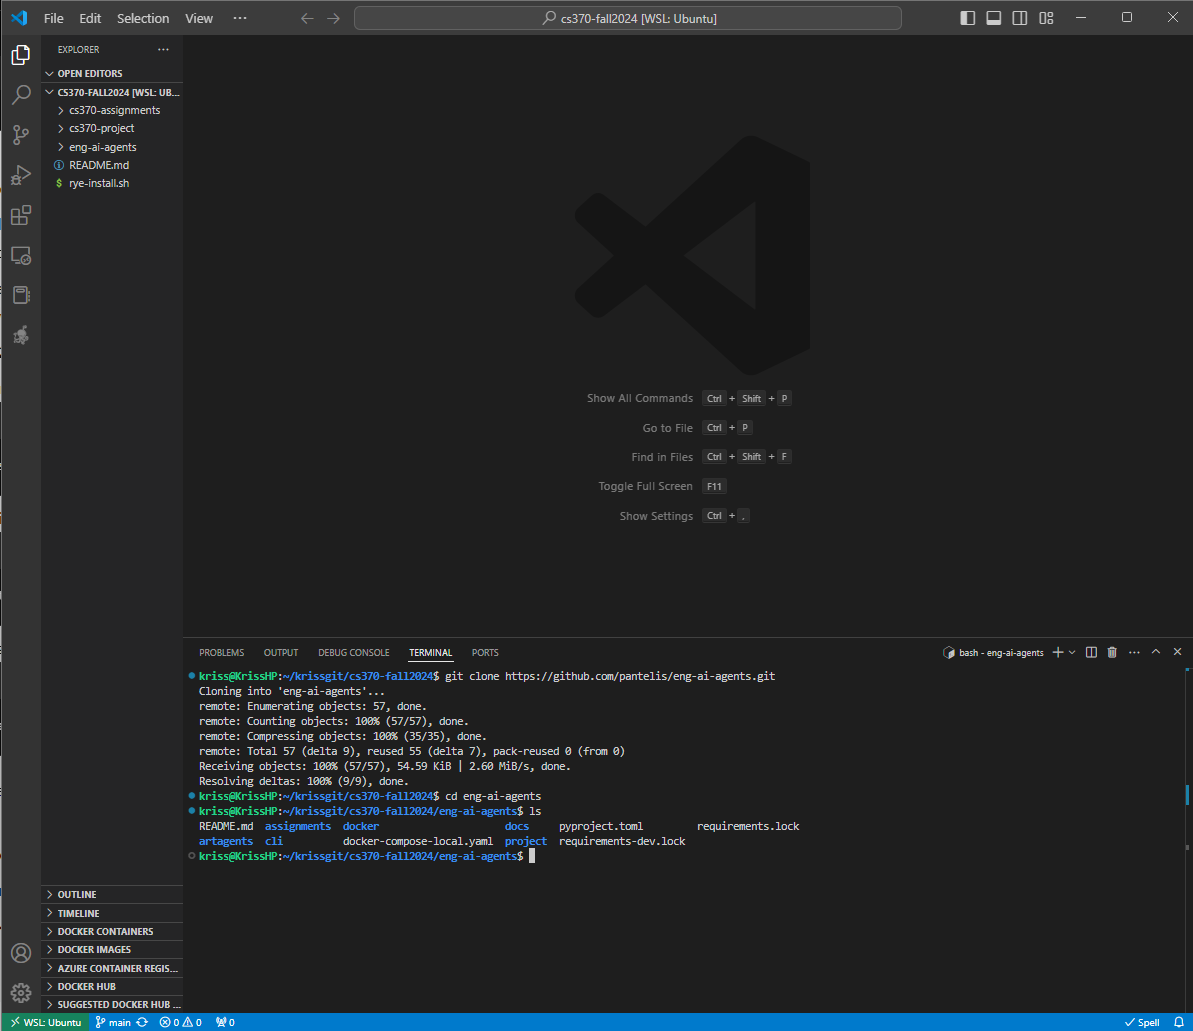 File Edit Selection View ··· cs370-fall2024 [WSL: Ubuntu]
EXPLORER ···
OPEN EDITORS
CS370-FALL2024 [WSL: UB...
cs370-assignments
cs370-project
eng-ai-agents
README.md
$ rye-install.sh
Show All Commands Ctrl + Shift + P
Go to File Ctrl + P
Find in Files Ctrl + Shift + F
Toggle Full Screen F11
Show Settings Ctrl + .
PROBLEMS OUTPUT DEBUG CONSOLE TERMINAL PORTS bash - eng-ai-agents
kriss@KrissHP:~/krissgit/cs370-fall2024$ git clone https://github.com/pantelis/eng-ai-agents.git
Cloning into 'eng-ai-agents'...
remote: Enumerating objects: 57, done.
remote: Counting objects: 100% (57/57), done.
remote: Compressing objects: 100% (35/35), done.
remote: Total 57 (delta 9), reused 55 (delta 7), pack-reused 0 (from 0)
Receiving objects: 100% (57/57), 54.59 KiB | 2.60 MiB/s, done.
Resolving deltas: 100% (9/9), done.
kriss@KrissHP:~/krissgit/cs370-fall2024$ cd eng-ai-agents
kriss@KrissHP:~/krissgit/cs370-fall2024/eng-ai-agents$ ls
README.md assignments docker docs pyproject.toml requirements.lock
artagents cli docker-compose-local.yaml project requirements-dev.lock
kriss@KrissHP:~/krissgit/cs370-fall2024/eng-ai-agents$
OUTLINE
TIMELINE
DOCKER CONTAINERS
DOCKER IMAGES
AZURE CONTAINER REGIS...
DOCKER HUB
SUGGESTED DOCKER HUB ...
WSL: Ubuntu main 0 0 0 Spell